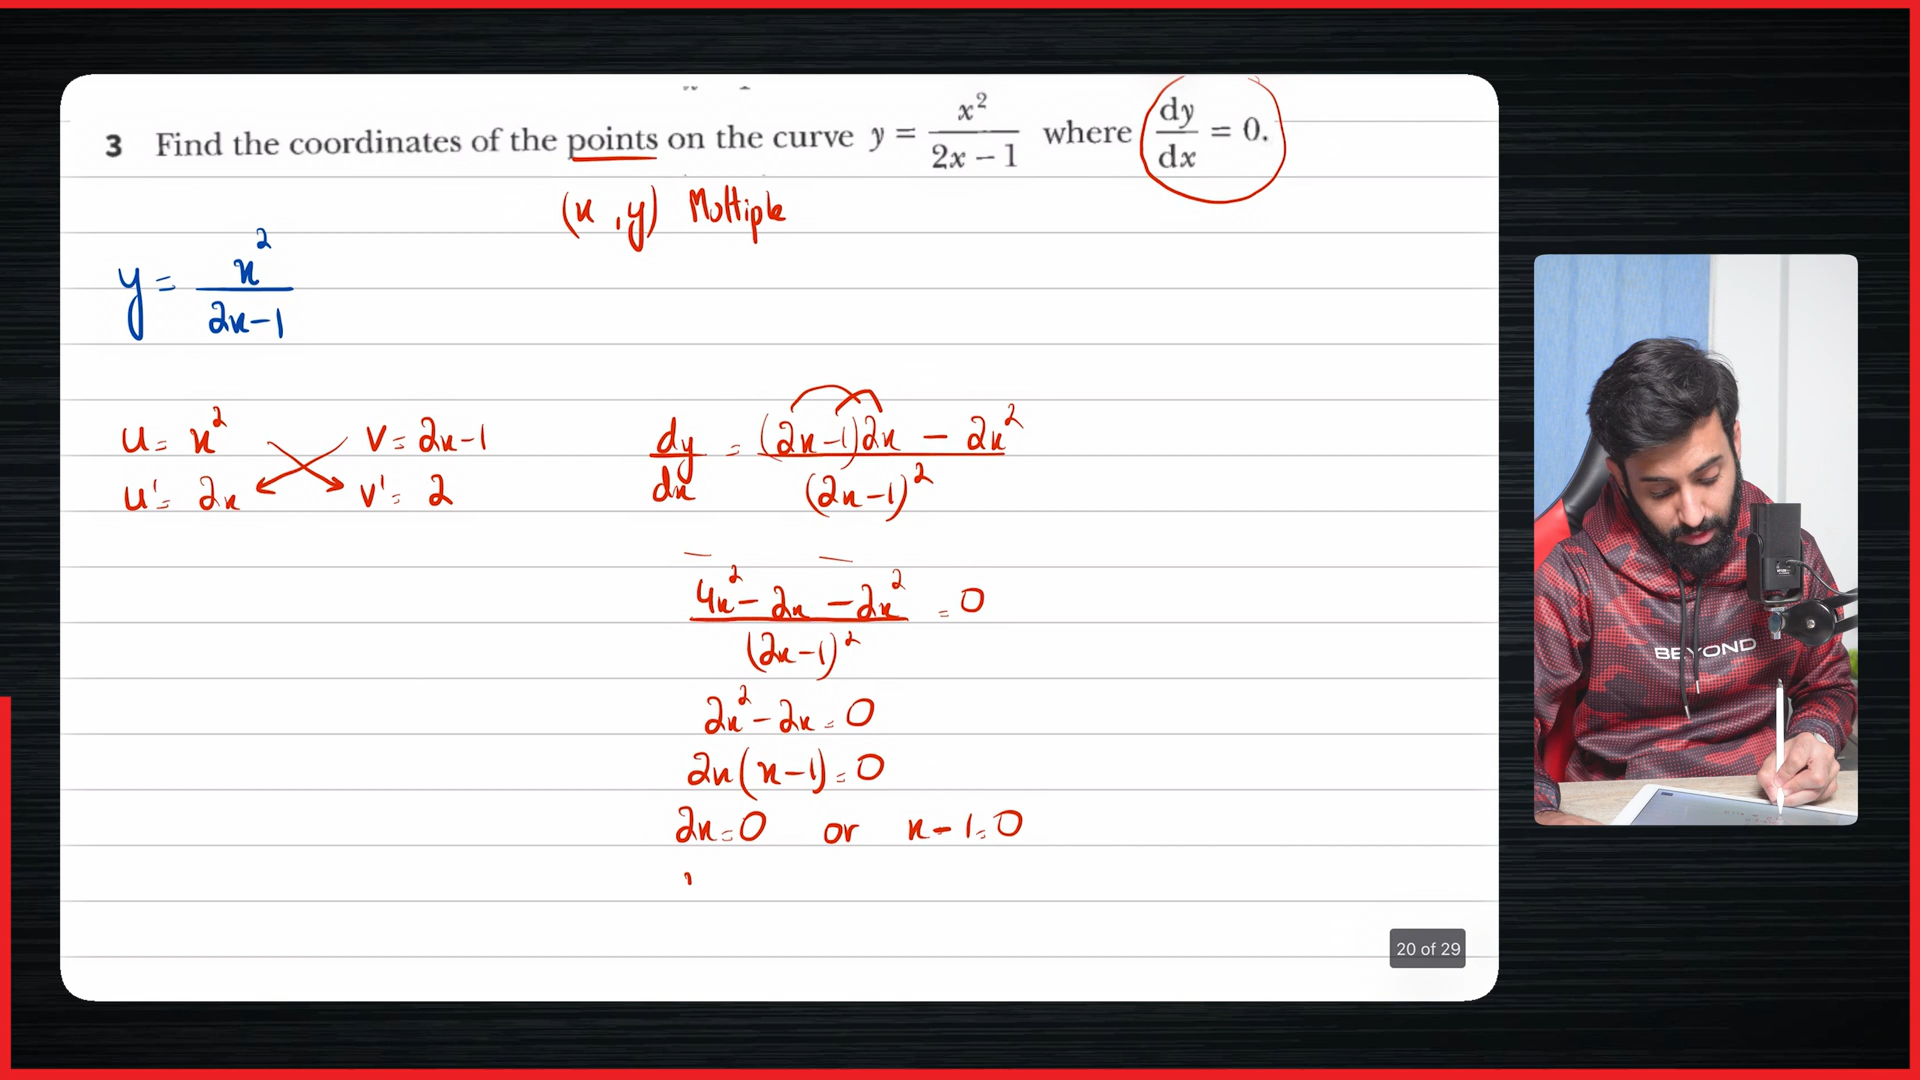 3 Find the coordinates of the points on the curve y = x²/(2x − 1) where dy/dx = 0.
(x , y) Multiple
y = x²/(2x−1)
u = x² v = 2x−1
u' = 2x v' = 2
dy/dx = ((2x−1)2x − 2x²)/(2x−1)²
(4x² − 2x − 2x²)/(2x−1)² = 0
2x² − 2x = 0
2x(x−1) = 0
2x = 0 or x − 1 = 0
20 of 29
BEYOND